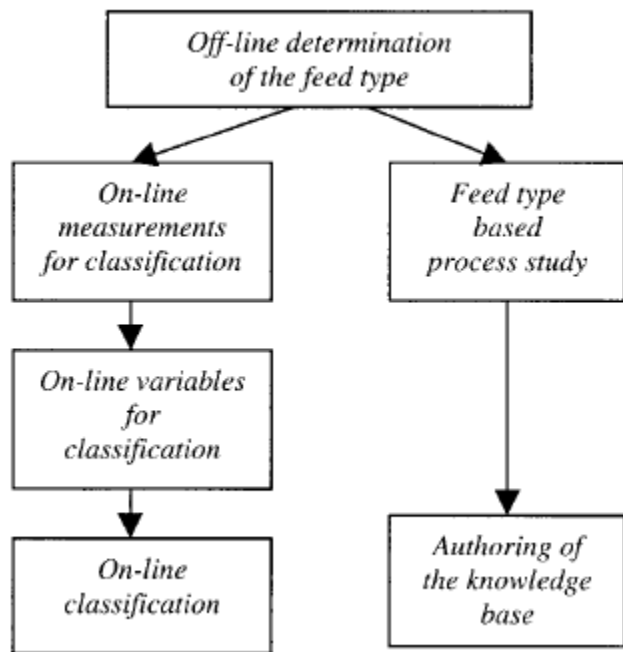 Off-line determination
of the feed type
On-line
measurements
for classification
Feed type
based
process study
On-line variables
for
classification
On-line
classification
Authoring of
the knowledge
base